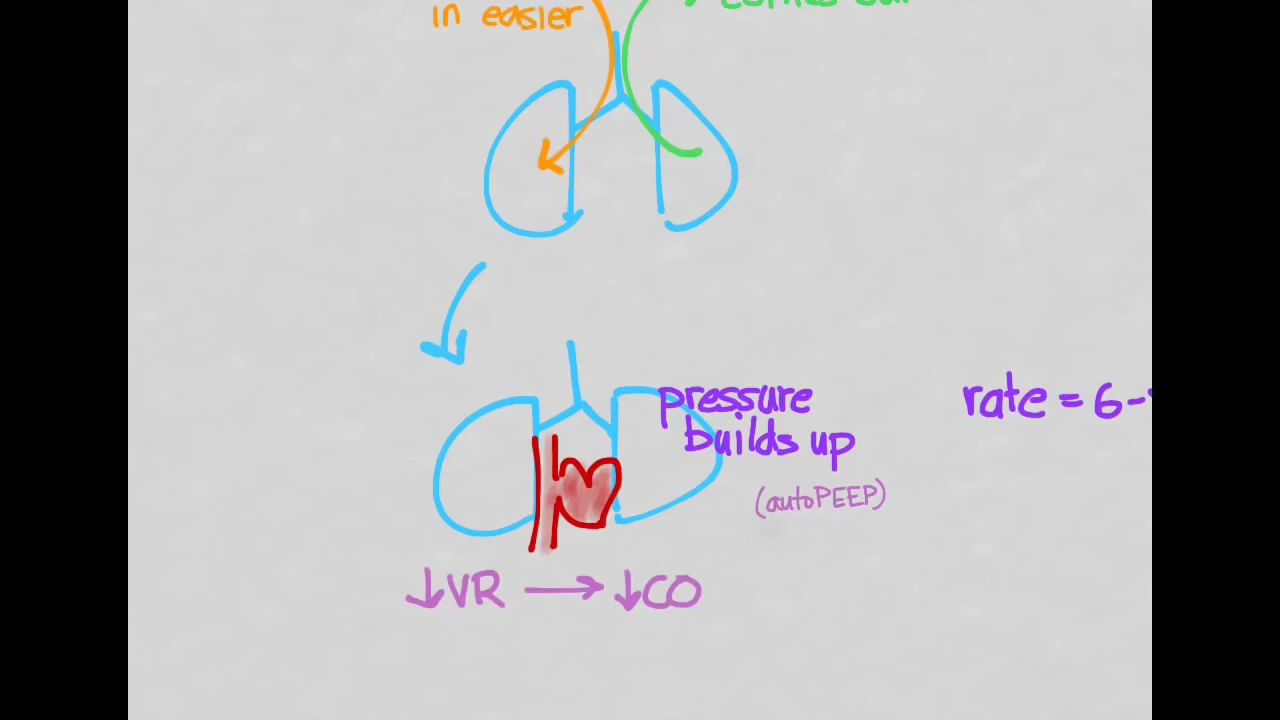 in easier
pressure
builds up
(autoPEEP)
rate = 6-
↓VR → ↓CO